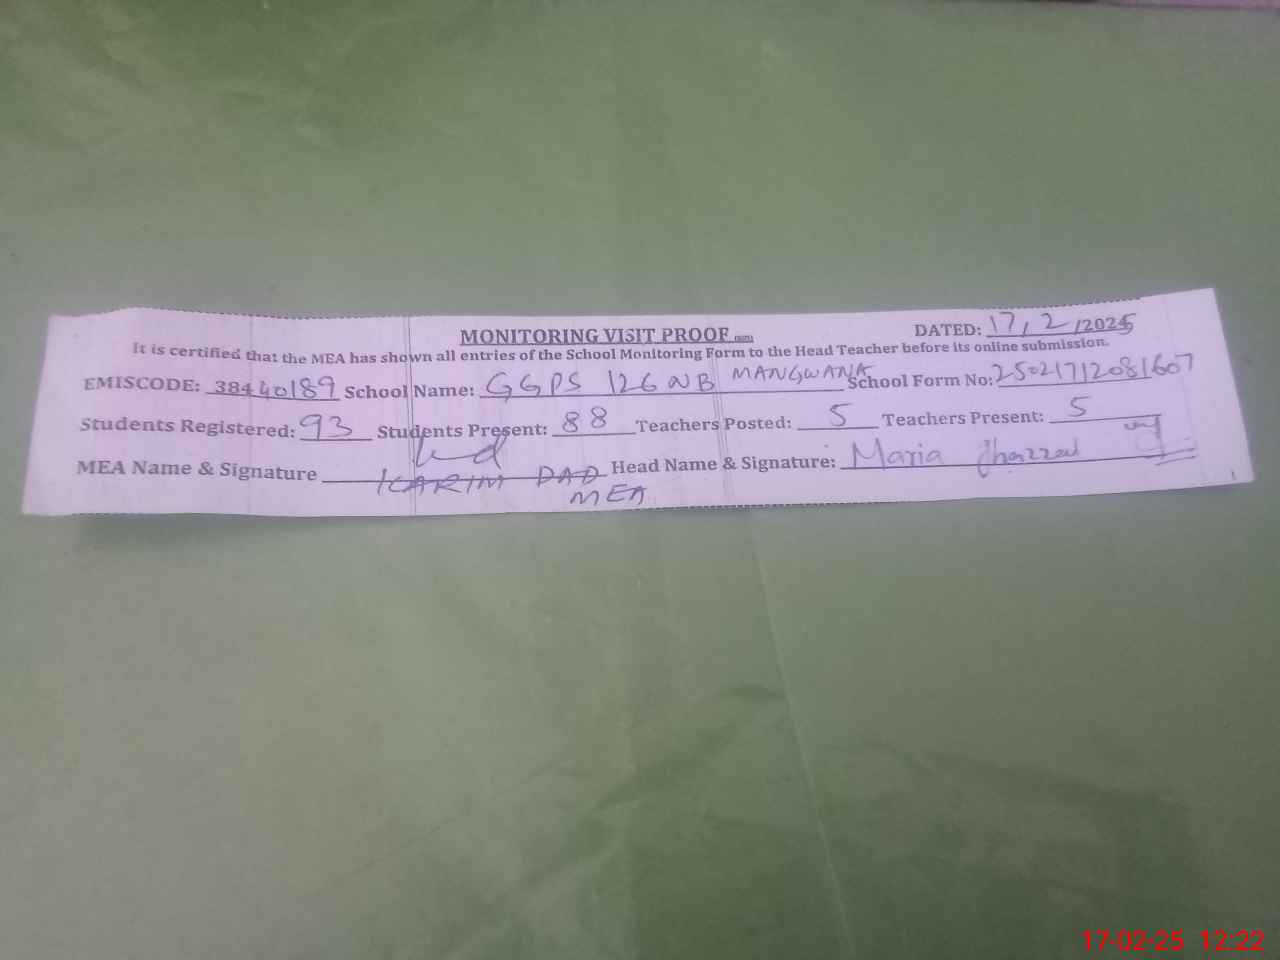 MONITORING VISIT PROOF DATED: 17/2/2025
It is certified that the MEA has shown all entries of the School Monitoring Form to the Head Teacher before its online submission.
EMISCODE: 38440189 School Name: GGPS 126 NB MANGWANA School Form No: 25021712081607
Students Registered: 93 Students Present: 88 Teachers Posted: 5 Teachers Present: 5
MEA Name & Signature KARIM DAD Head Name & Signature: Maria
MEA
17-02-25 12:22